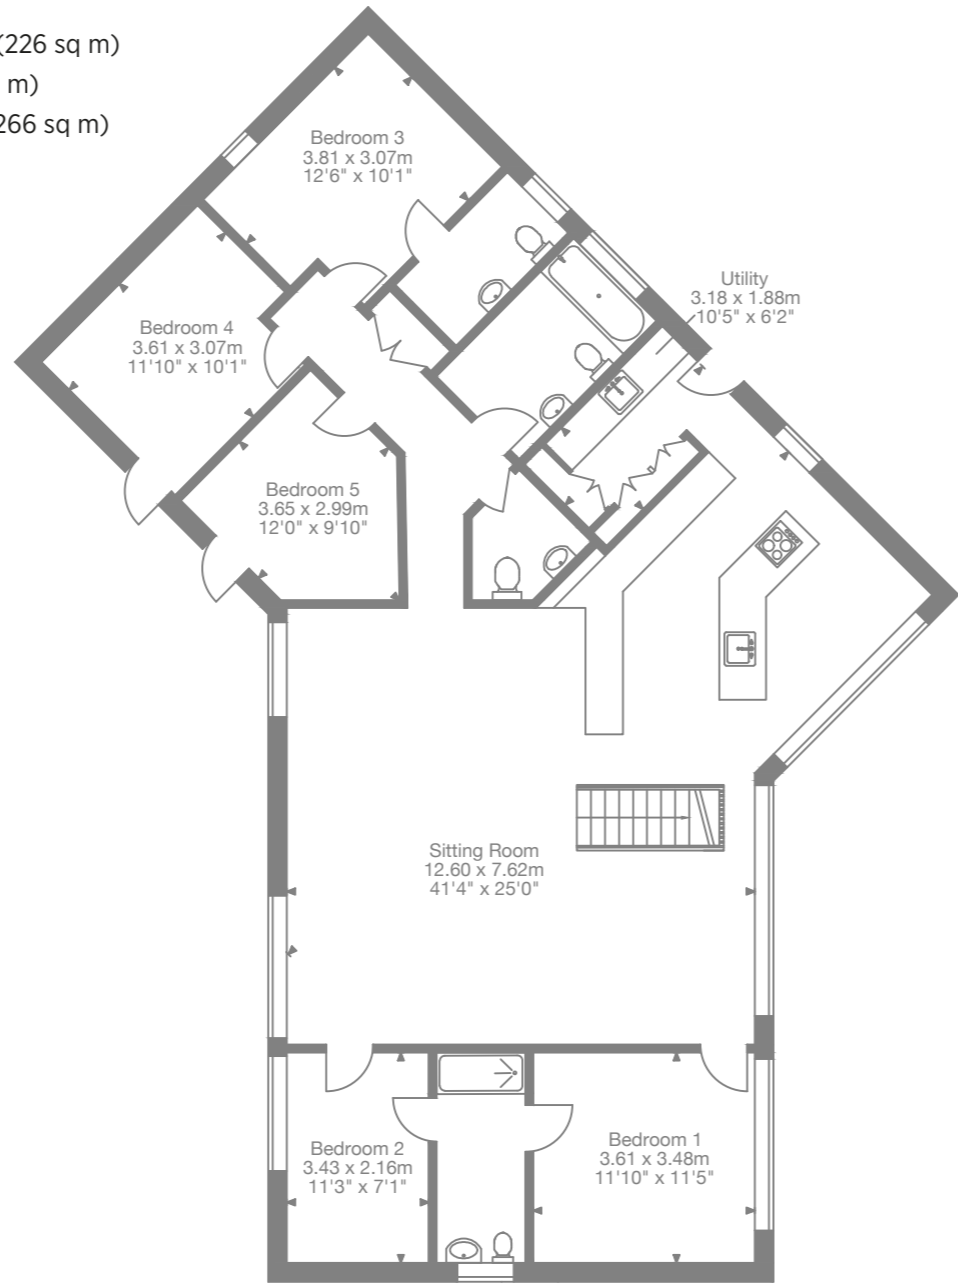 (226 sq m)
m)
266 sq m)
Bedroom 3
3.81 x 3.07m
12'6" x 10'1"
Utility
3.18 x 1.88m
10'5" x 6'2"
Bedroom 4
3.61 x 3.07m
11'10" x 10'1"
Bedroom 5
3.65 x 2.99m
12'0" x 9'10"
Sitting Room
12.60 x 7.62m
41'4" x 25'0"
Bedroom 2
3.43 x 2.16m
11'3" x 7'1"
Bedroom 1
3.61 x 3.48m
11'10" x 11'5"